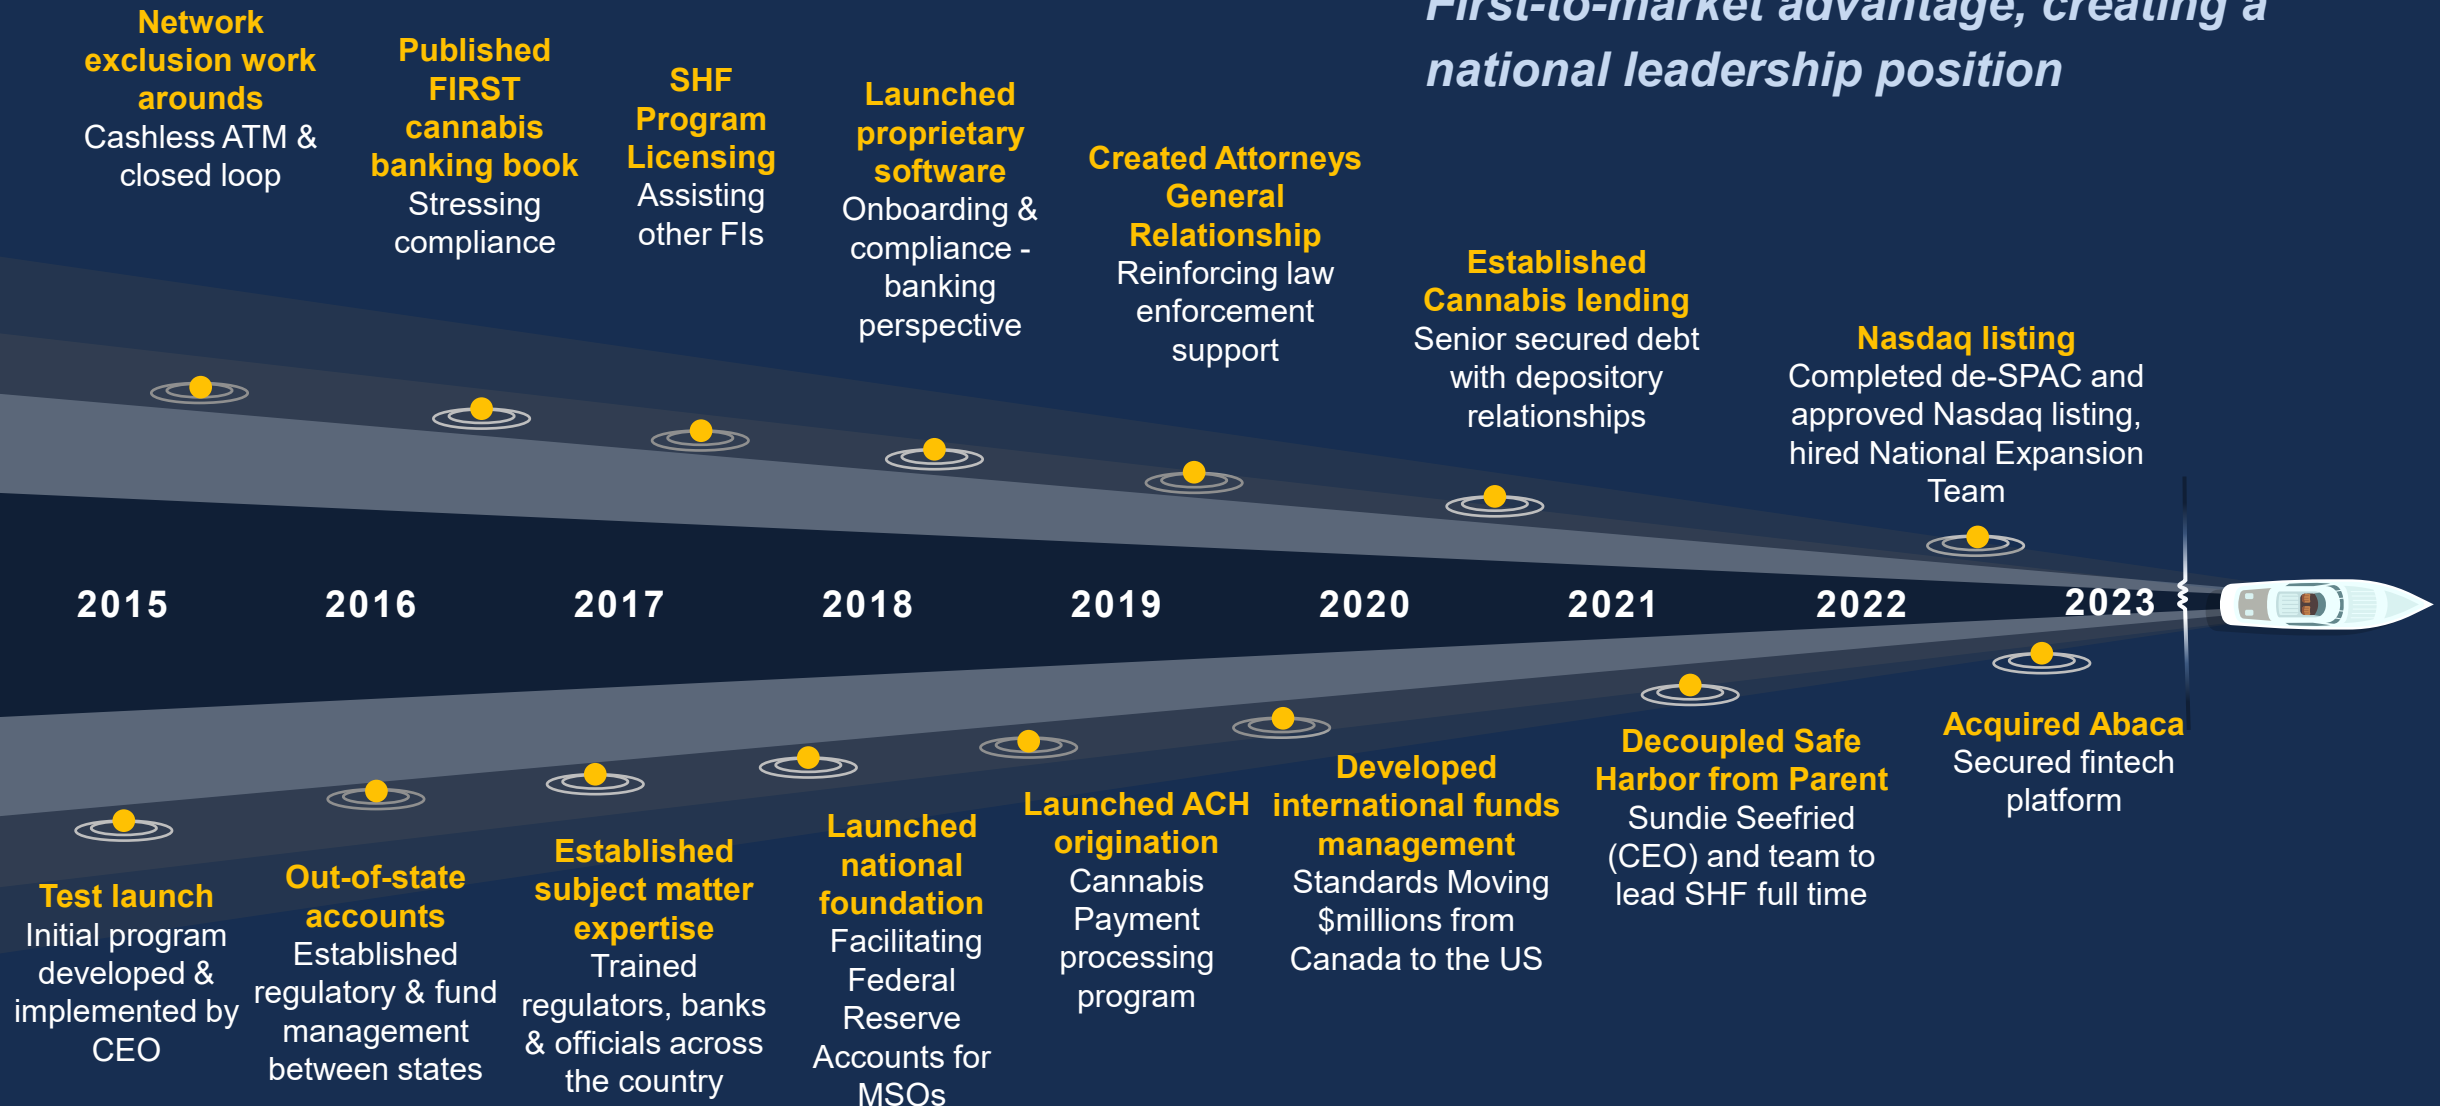 First-to-market advantage, creating a
national leadership position
Network
exclusion work
arounds
Cashless ATM &
closed loop
Published
FIRST
cannabis
banking book
Stressing
compliance
SHF
Program
Licensing
Assisting
other FIs
Launched
proprietary
software
Onboarding &
compliance -
banking
perspective
Created Attorneys
General
Relationship
Reinforcing law
enforcement
support
Established
Cannabis lending
Senior secured debt
with depository
relationships
Nasdaq listing
Completed de-SPAC and
approved Nasdaq listing,
hired National Expansion
Team
2015
2016
2017
2018
2019
2020
2021
2022
2023
Test launch
Initial program
developed &
implemented by
CEO
Out-of-state
accounts
Established
regulatory & fund
management
between states
Established
subject matter
expertise
Trained
regulators, banks
& officials across
the country
Launched
national
foundation
Facilitating
Federal
Reserve
Accounts for
MSOs
Launched ACH
origination
Cannabis
Payment
processing
program
Developed
international funds
management
Standards Moving
$millions from
Canada to the US
Decoupled Safe
Harbor from Parent
Sundie Seefried
(CEO) and team to
lead SHF full time
Acquired Abaca
Secured fintech
platform